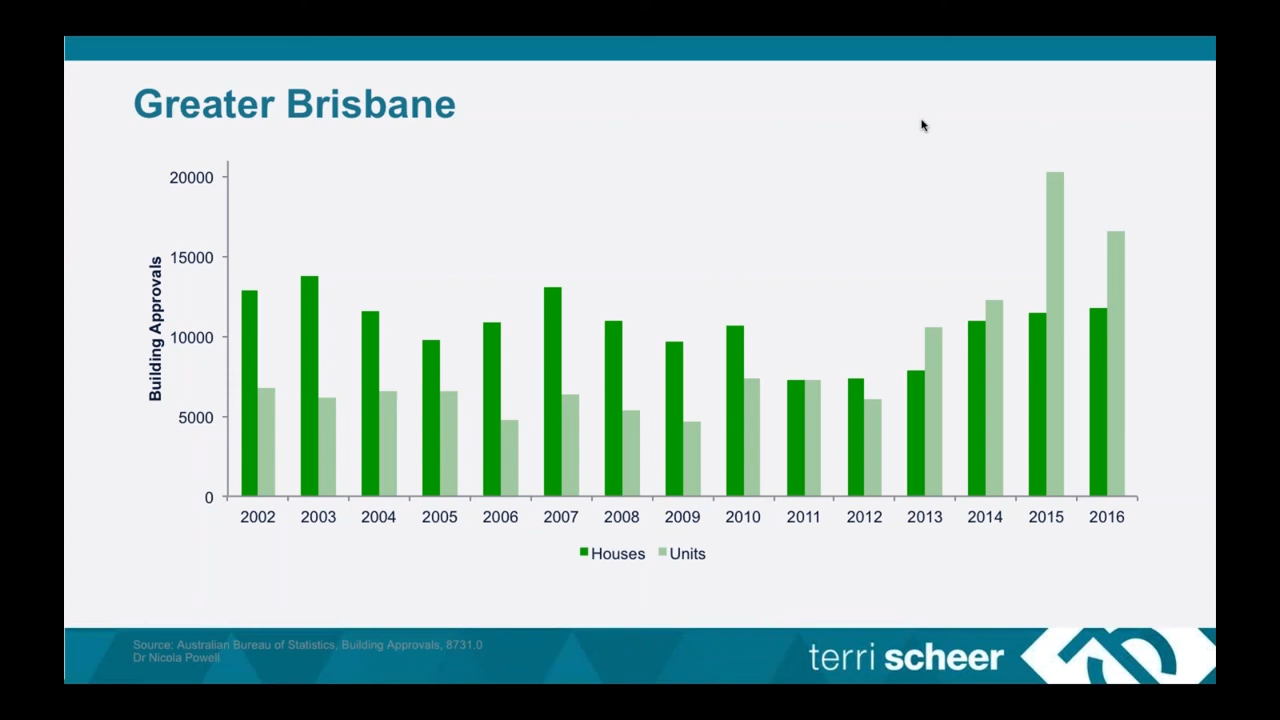 Greater Brisbane
Building Approvals
20000
15000
10000
5000
0
2002 2003 2004 2005 2006 2007 2008 2009 2010 2011 2012 2013 2014 2015 2016
Houses Units
Source: Australian Bureau of Statistics, Building Approvals, 8731.0
Dr Nicola Powell
terri scheer